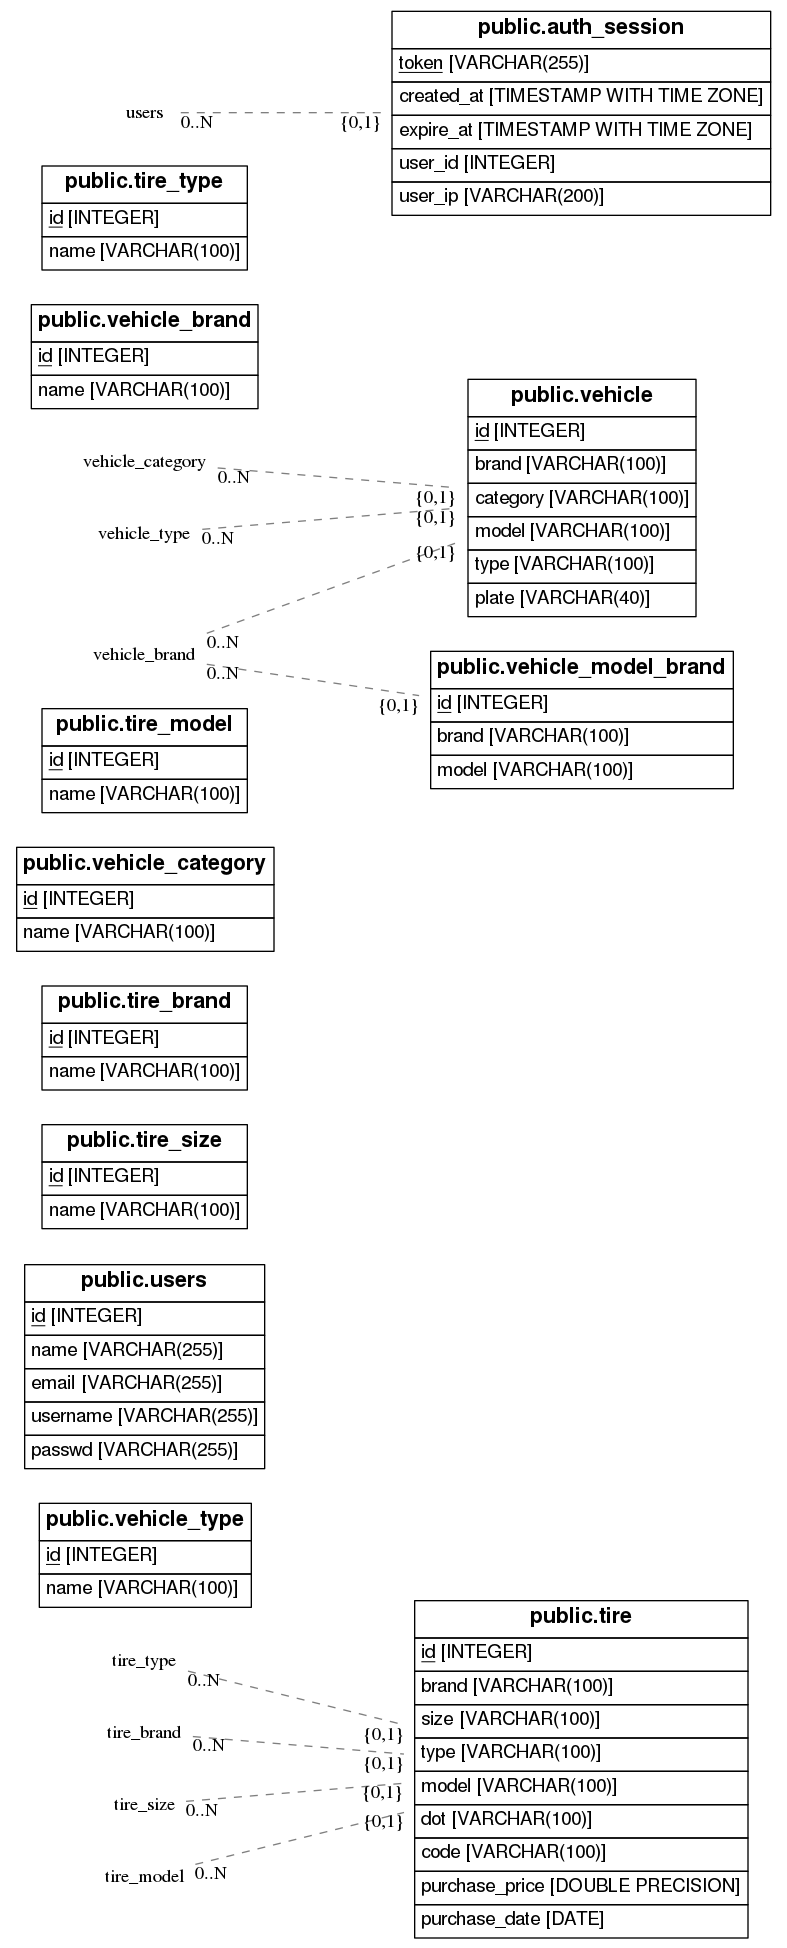 public.auth_session
token [VARCHAR(255)]
created_at [TIMESTAMP WITH TIME ZONE]
expire_at [TIMESTAMP WITH TIME ZONE]
user_id [INTEGER]
user_ip [VARCHAR(200)]
users
0..N
{0,1}
public.tire_type
id [INTEGER]
name [VARCHAR(100)]
public.vehicle_brand
id [INTEGER]
name [VARCHAR(100)]
public.vehicle
id [INTEGER]
brand [VARCHAR(100)]
category [VARCHAR(100)]
model [VARCHAR(100)]
type [VARCHAR(100)]
plate [VARCHAR(40)]
vehicle_category
0..N
{0,1}
vehicle_type
0..N
{0,1}
{0,1}
0..N
vehicle_brand
0..N
{0,1}
public.vehicle_model_brand
id [INTEGER]
brand [VARCHAR(100)]
model [VARCHAR(100)]
public.tire_model
id [INTEGER]
name [VARCHAR(100)]
public.vehicle_category
id [INTEGER]
name [VARCHAR(100)]
public.tire_brand
id [INTEGER]
name [VARCHAR(100)]
public.tire_size
id [INTEGER]
name [VARCHAR(100)]
public.users
id [INTEGER]
name [VARCHAR(255)]
email [VARCHAR(255)]
username [VARCHAR(255)]
passwd [VARCHAR(255)]
public.vehicle_type
id [INTEGER]
name [VARCHAR(100)]
public.tire
id [INTEGER]
brand [VARCHAR(100)]
size [VARCHAR(100)]
type [VARCHAR(100)]
model [VARCHAR(100)]
dot [VARCHAR(100)]
code [VARCHAR(100)]
purchase_price [DOUBLE PRECISION]
purchase_date [DATE]
tire_type
0..N
{0,1}
tire_brand
0..N
{0,1}
tire_size
0..N
{0,1}
tire_model
0..N
{0,1}